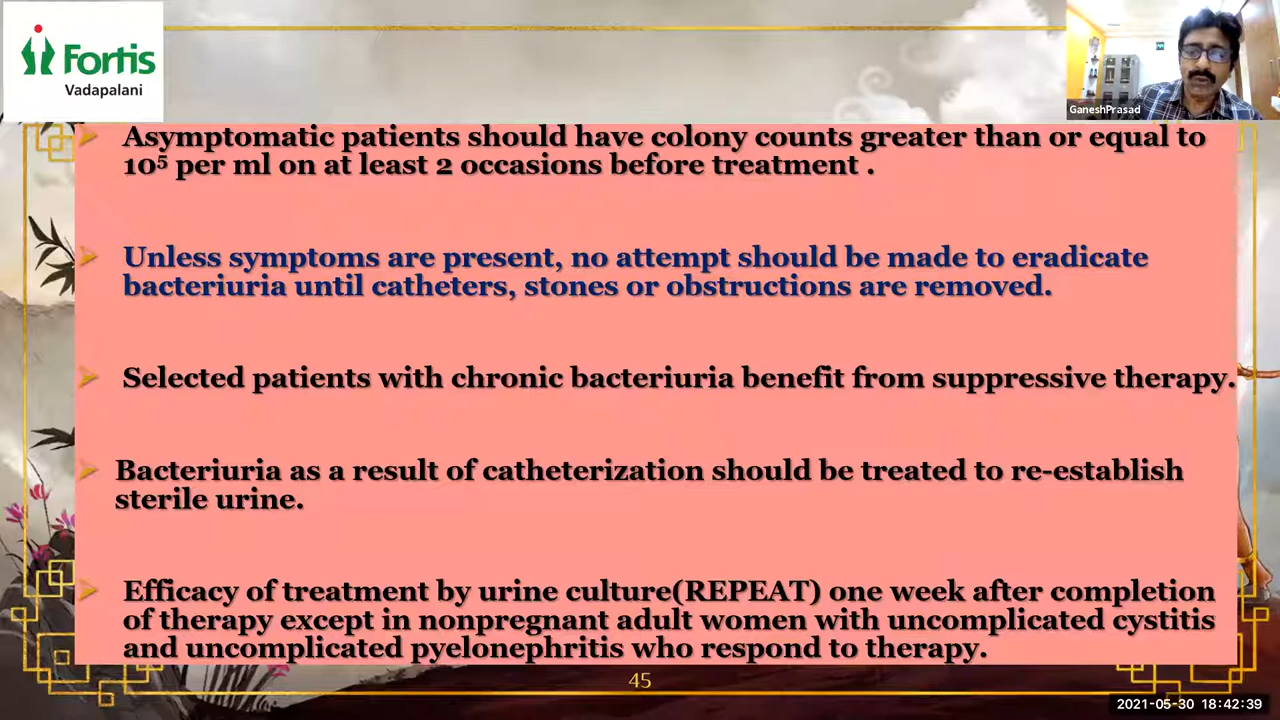 Fortis
Vadapalani
GaneshPrasad
Asymptomatic patients should have colony counts greater than or equal to
10⁵ per ml on at least 2 occasions before treatment .
Unless symptoms are present, no attempt should be made to eradicate
bacteriuria until catheters, stones or obstructions are removed.
Selected patients with chronic bacteriuria benefit from suppressive therapy.
Bacteriuria as a result of catheterization should be treated to re-establish
sterile urine.
Efficacy of treatment by urine culture(REPEAT) one week after completion
of therapy except in nonpregnant adult women with uncomplicated cystitis
and uncomplicated pyelonephritis who respond to therapy.
45
2021-05-30 18:42:39